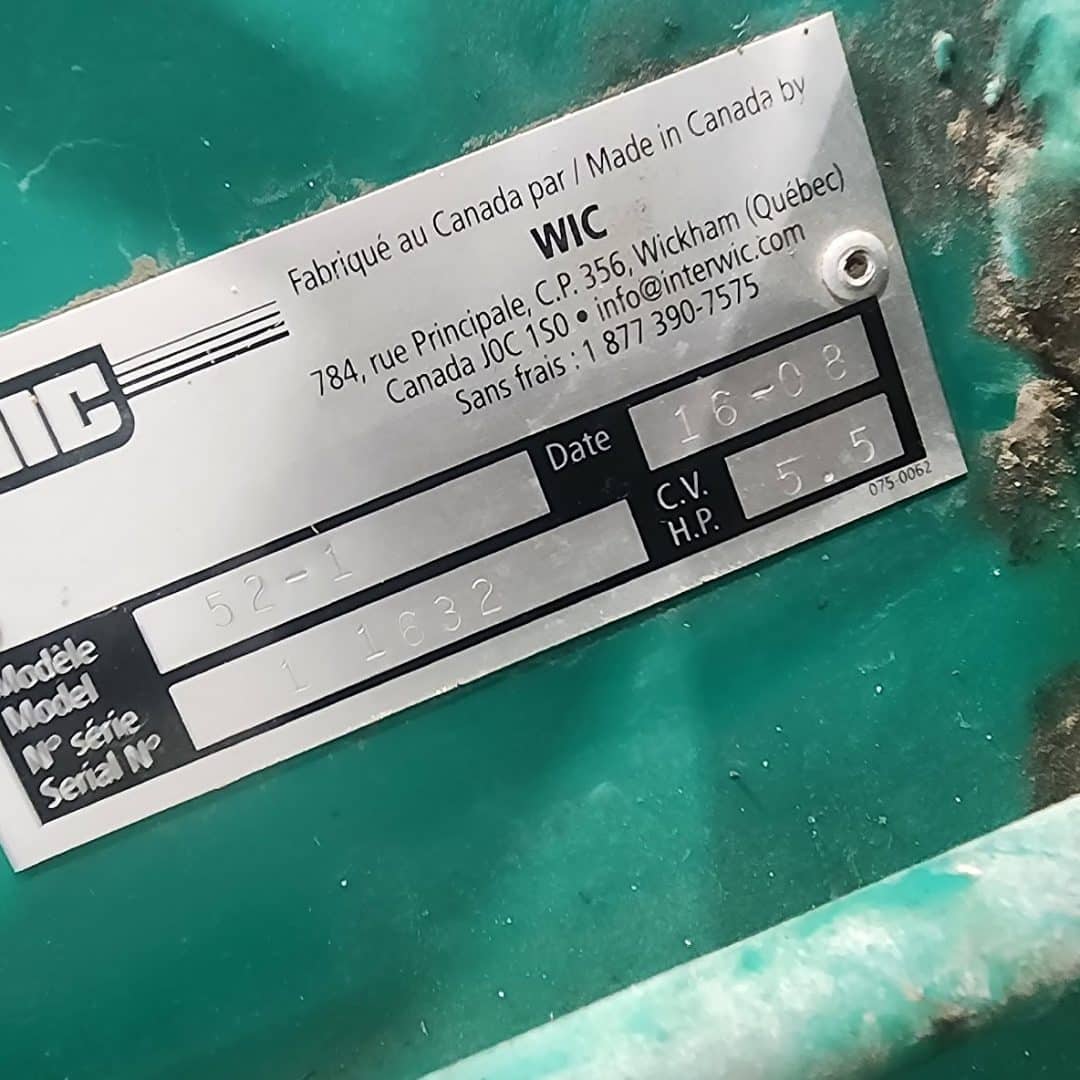 Fabriqué au Canada par / Made in Canada by
WIC
784, rue Principale, C.P. 356, Wickham (Québec)
Canada J0C 1S0 • info@interwic.com
Sans frais : 1 877 390-7575
WIC
Date 16-08
Modèle
Model
52-1
C.V.
H.P.
5.5
N° série
Serial N°
1 1632
075-0062